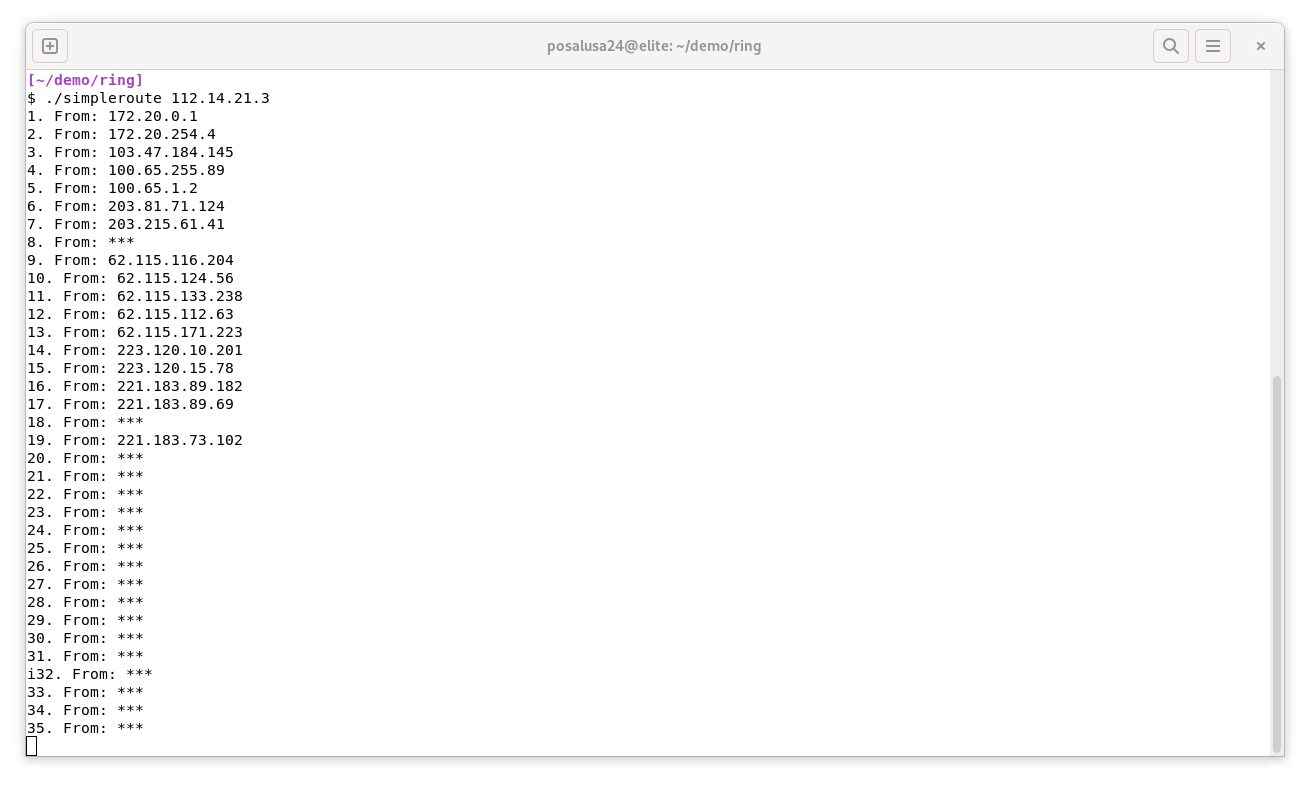 posalusa24@elite: ~/demo/ring
[~/demo/ring]
$ ./simpleroute 112.14.21.3
1. From: 172.20.0.1
2. From: 172.20.254.4
3. From: 103.47.184.145
4. From: 100.65.255.89
5. From: 100.65.1.2
6. From: 203.81.71.124
7. From: 203.215.61.41
8. From: ***
9. From: 62.115.116.204
10. From: 62.115.124.56
11. From: 62.115.133.238
12. From: 62.115.112.63
13. From: 62.115.171.223
14. From: 223.120.10.201
15. From: 223.120.15.78
16. From: 221.183.89.182
17. From: 221.183.89.69
18. From: ***
19. From: 221.183.73.102
20. From: ***
21. From: ***
22. From: ***
23. From: ***
24. From: ***
25. From: ***
26. From: ***
27. From: ***
28. From: ***
29. From: ***
30. From: ***
31. From: ***
i32. From: ***
33. From: ***
34. From: ***
35. From: ***